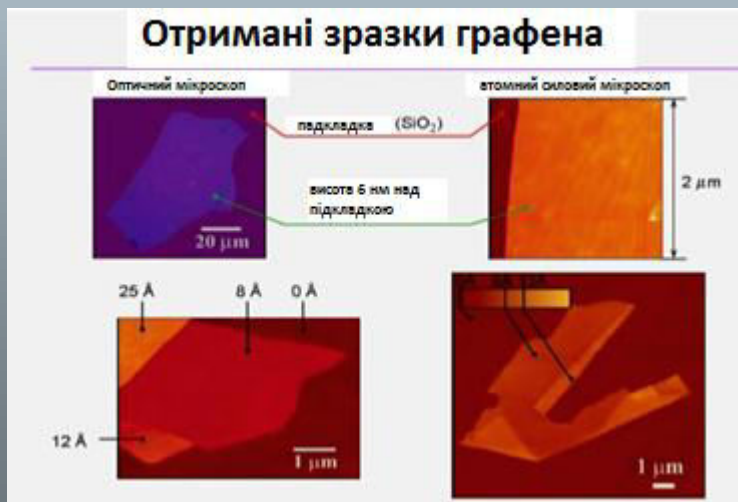 Отримані зразки графена
Оптичний мікроскоп
атомний силовий мікроскоп
падкладка (SiO₂)
висота 6 нм над
підкладкою
2 μm
20 μm
25 Å
8 Å
0 Å
12 Å
1 μm
1 μm